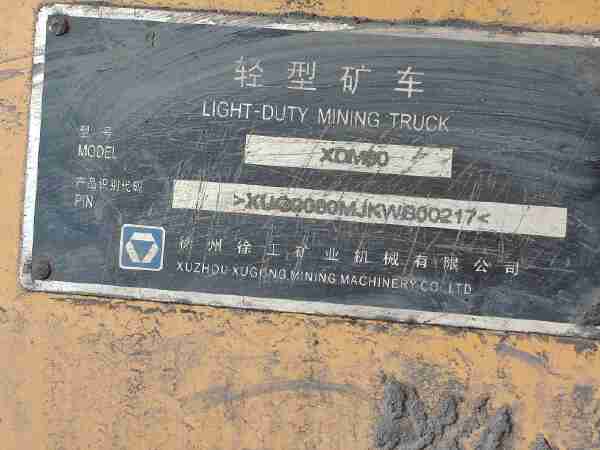 轻型矿车
LIGHT-DUTY MINING TRUCK
型号
MODEL
XDM80
产品识别代码
PIN
徐州徐工矿业机械有限公司
XUZHOU XUGONG MINING MACHINERY CO. LTD